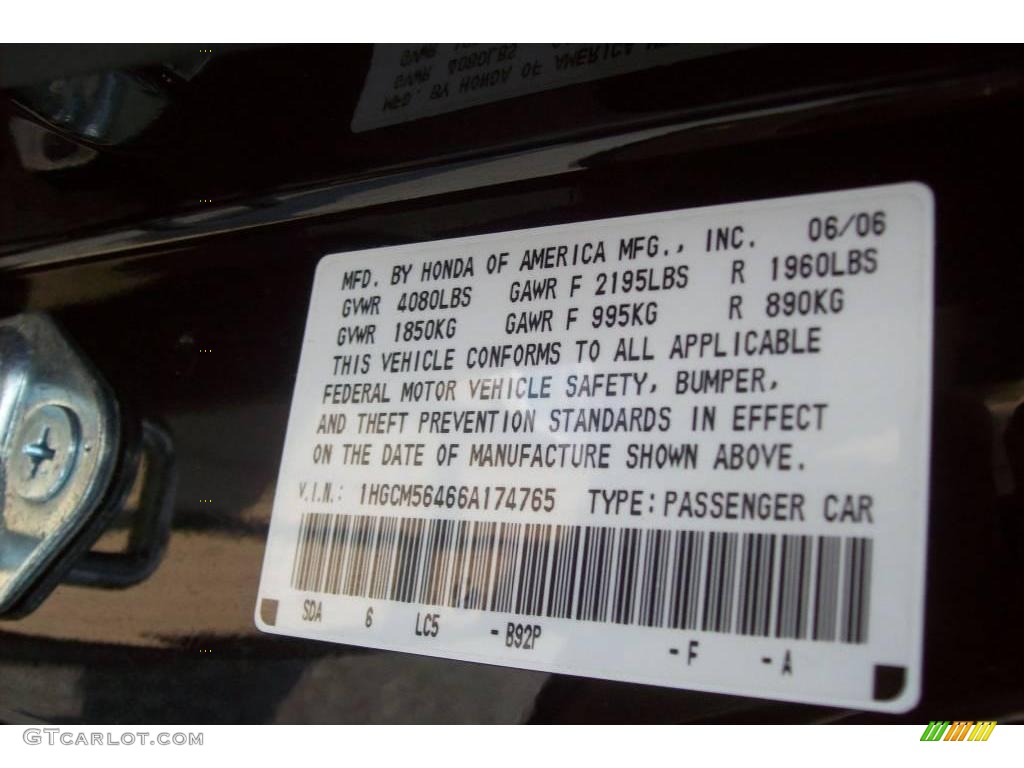 MFD. BY HONDA OF AMERICA MFG., INC. 06/06
GVWR 4080LBS GAWR F 2195LBS R 1960LBS
GVWR 1850KG GAWR F 995KG R 890KG
THIS VEHICLE CONFORMS TO ALL APPLICABLE
FEDERAL MOTOR VEHICLE SAFETY, BUMPER,
AND THEFT PREVENTION STANDARDS IN EFFECT
ON THE DATE OF MANUFACTURE SHOWN ABOVE.
V.I.N.: 1HGCM56466A174765 TYPE: PASSENGER CAR
SDA 6 LC5 - B92P - F - A
GTCarlot.com